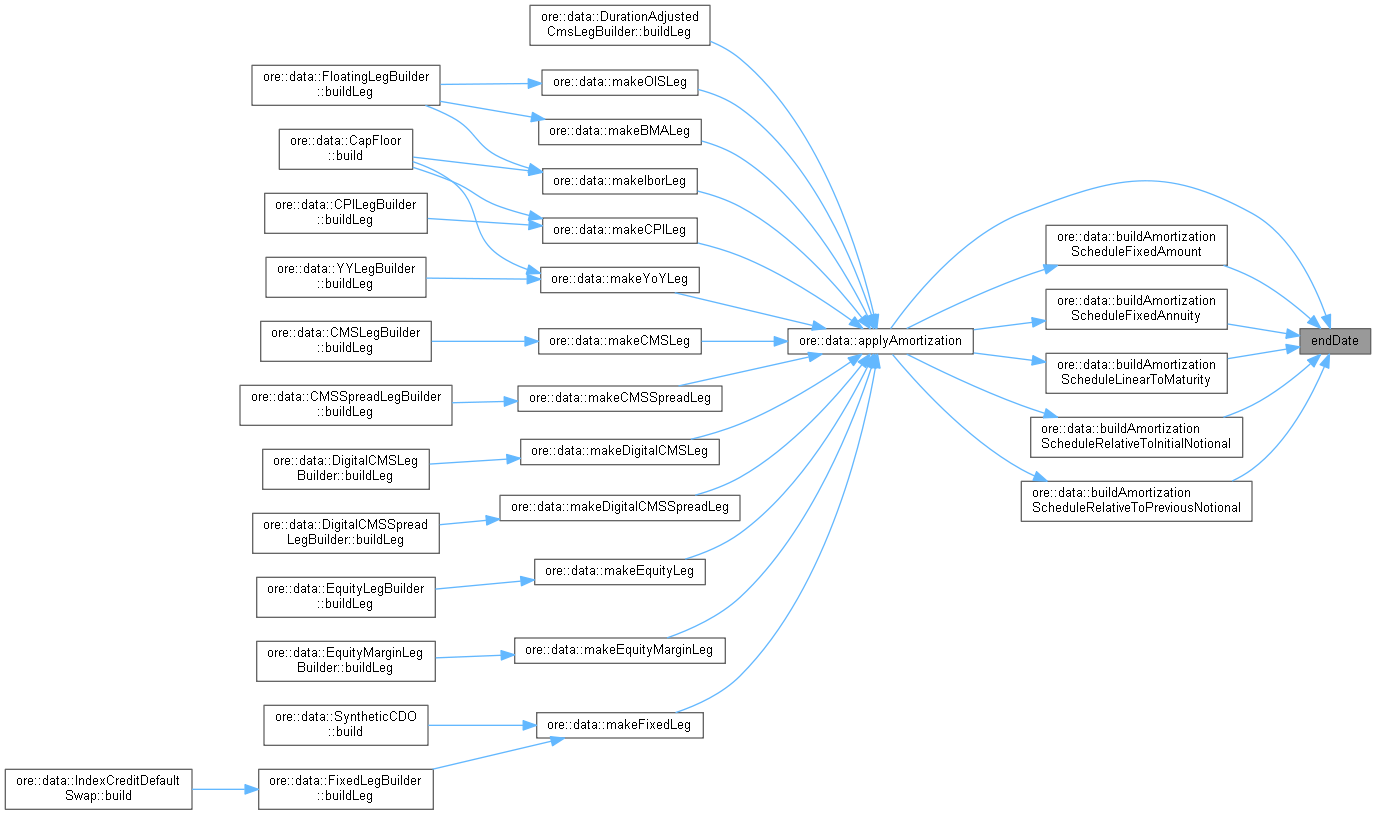 ore::data::DurationAdjusted
CmsLegBuilder::buildLeg
ore::data::FloatingLegBuilder
::buildLeg
ore::data::makeOISLeg
ore::data::makeBMALeg
ore::data::CapFloor
::build
ore::data::makeIborLeg
ore::data::CPILegBuilder
::buildLeg
ore::data::makeCPILeg
ore::data::YYLegBuilder
::buildLeg
ore::data::makeYoYLeg
ore::data::CMSLegBuilder
::buildLeg
ore::data::makeCMSLeg
ore::data::CMSSpreadLegBuilder
::buildLeg
ore::data::makeCMSSpreadLeg
ore::data::DigitalCMSLeg
Builder::buildLeg
ore::data::makeDigitalCMSLeg
ore::data::DigitalCMSSpread
LegBuilder::buildLeg
ore::data::makeDigitalCMSSpreadLeg
ore::data::EquityLegBuilder
::buildLeg
ore::data::makeEquityLeg
ore::data::EquityMarginLeg
Builder::buildLeg
ore::data::makeEquityMarginLeg
ore::data::SyntheticCDO
::build
ore::data::makeFixedLeg
ore::data::IndexCreditDefault
Swap::build
ore::data::FixedLegBuilder
::buildLeg
ore::data::applyAmortization
ore::data::buildAmortization
ScheduleFixedAmount
ore::data::buildAmortization
ScheduleFixedAnnuity
ore::data::buildAmortization
ScheduleLinearToMaturity
ore::data::buildAmortization
ScheduleRelativeToInitialNotional
ore::data::buildAmortization
ScheduleRelativeToPreviousNotional
endDate